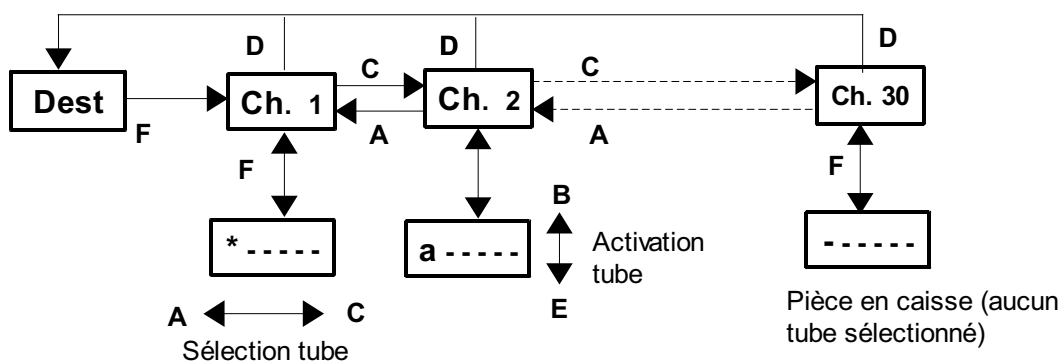 D
D
D
C
C
Dest
Ch. 1
Ch. 2
Ch. 30
F
A
A
F
F
B
* - - - - -
a - - - - -
Activation
tube
- - - - - -
E
A
C
Sélection tube
Pièce en caisse (aucun
tube sélectionné)